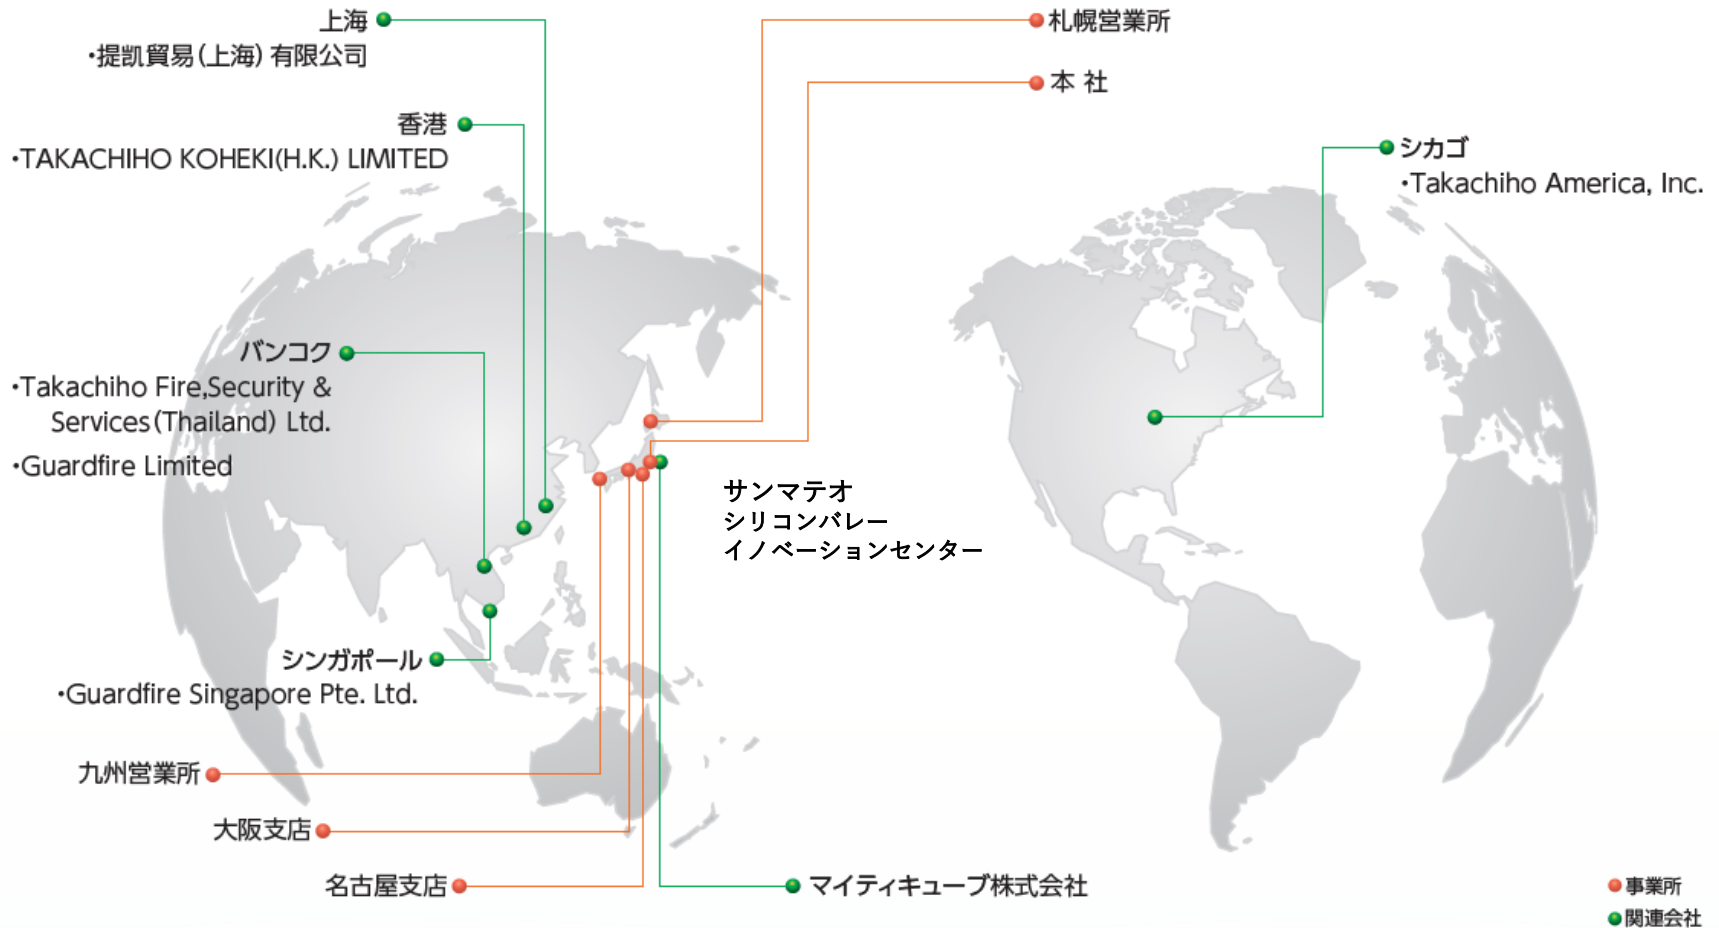 上海
・提凯貿易(上海) 有限公司
香港
・TAKACHIHO KOHEKI(H.K.) LIMITED
バンコク
・Takachiho Fire,Security &
Services(Thailand) Ltd.
・Guardfire Limited
シンガポール
・Guardfire Singapore Pte. Ltd.
九州営業所
大阪支店
名古屋支店
札幌営業所
本 社
シカゴ
・Takachiho America, Inc.
サンマテオ
シリコンバレー
イノベーションセンター
マイティキューブ株式会社
事業所
関連会社